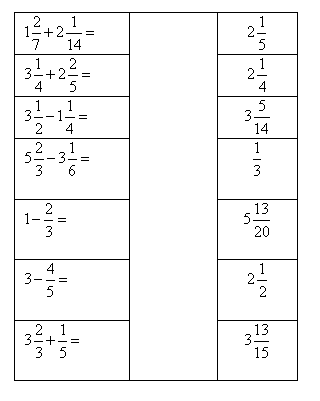 1 2/7 + 2 1/14 = 2 1/5
3 1/4 + 2 2/5 = 2 1/4
3 1/2 − 1 1/4 = 3 5/14
5 2/3 − 3 1/6 = 1/3
1 − 2/3 = 5 13/20
3 − 4/5 = 2 1/2
3 2/3 + 1/5 = 3 13/15